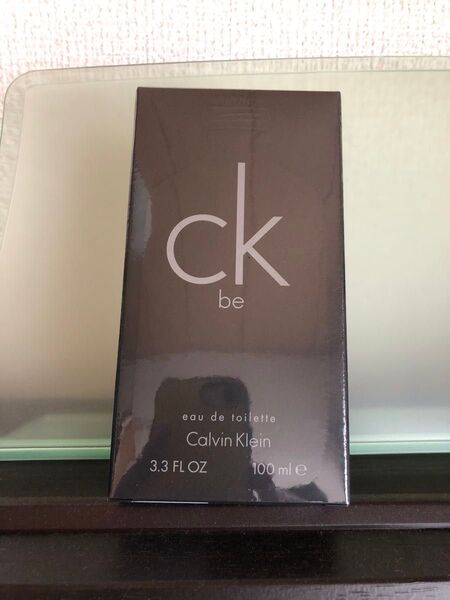 ck
be
eau de toilette
Calvin Klein
3.3 FL OZ 100 ml ℮